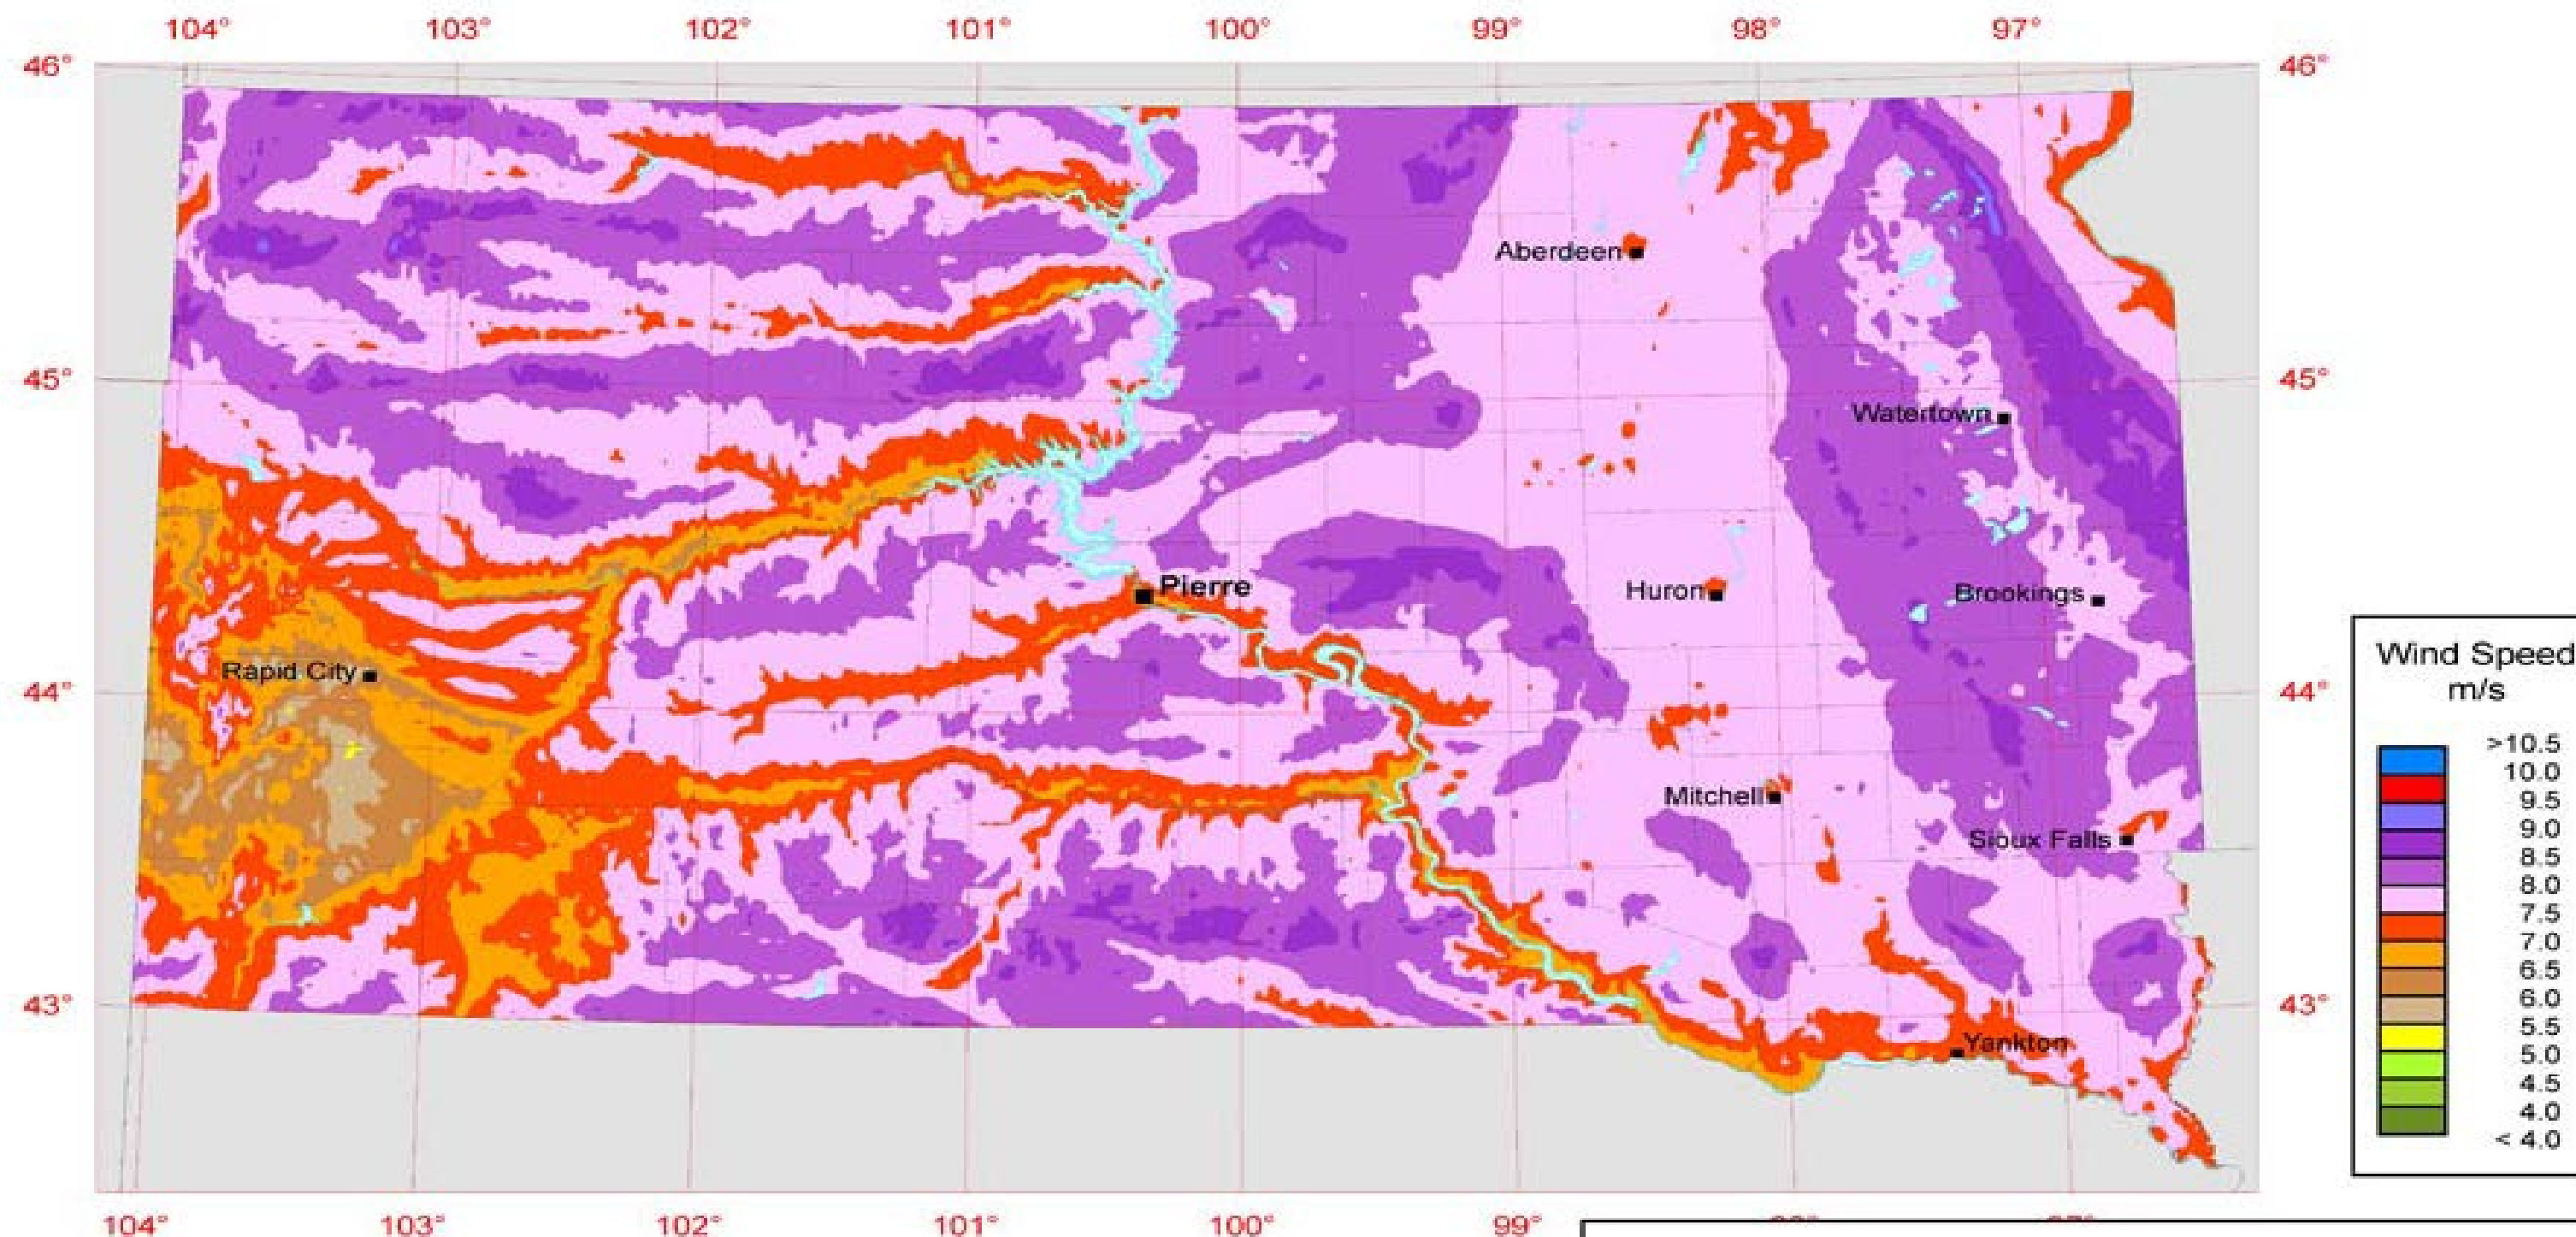 104° 103° 102° 101° 100° 99° 98° 97°
46° 46°
Aberdeen
45° 45°
Watertown
Pierre
Huron
Brookings
Rapid City
44° 44°
Mitchell
Sioux Falls
43° 43°
Yankton
104° 103° 102° 101° 100° 99°
Wind Speed
m/s
>10.5
10.0
9.5
9.0
8.5
8.0
7.5
7.0
6.5
6.0
5.5
5.0
4.5
4.0
< 4.0